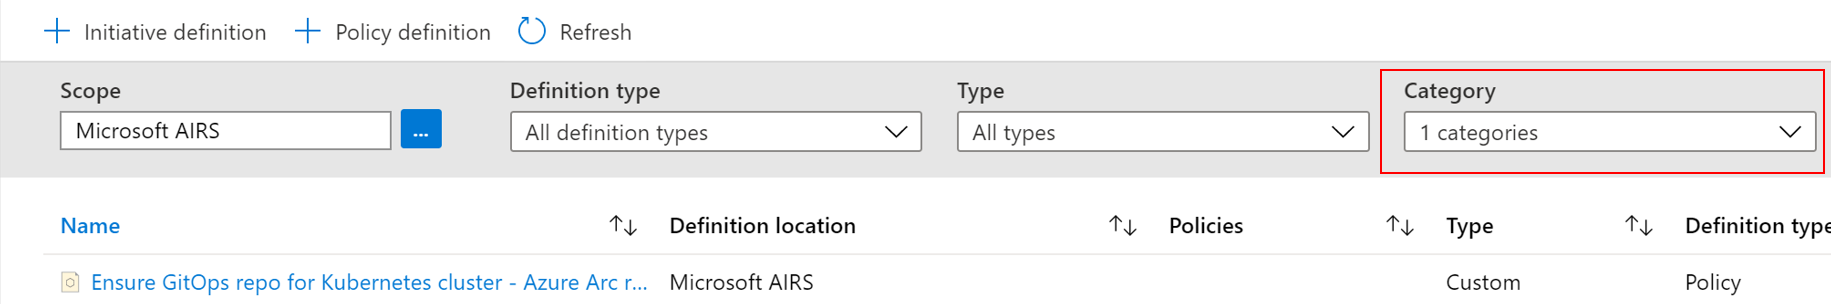 Initiative definition Policy definition Refresh
Scope Definition type Type Category
Microsoft AIRS ... All definition types All types 1 categories
Name Definition location Policies Type Definition type
Ensure GitOps repo for Kubernetes cluster - Azure Arc r... Microsoft AIRS Custom Policy